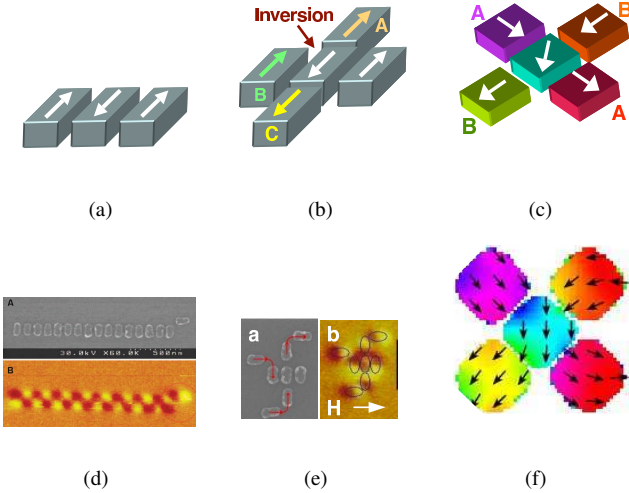 Inversion
A
B
C
A
B
B
A
(a)
(b)
(c)
A
30.0kV X60.0K 500nm
B
a
b
H
(d)
(e)
(f)